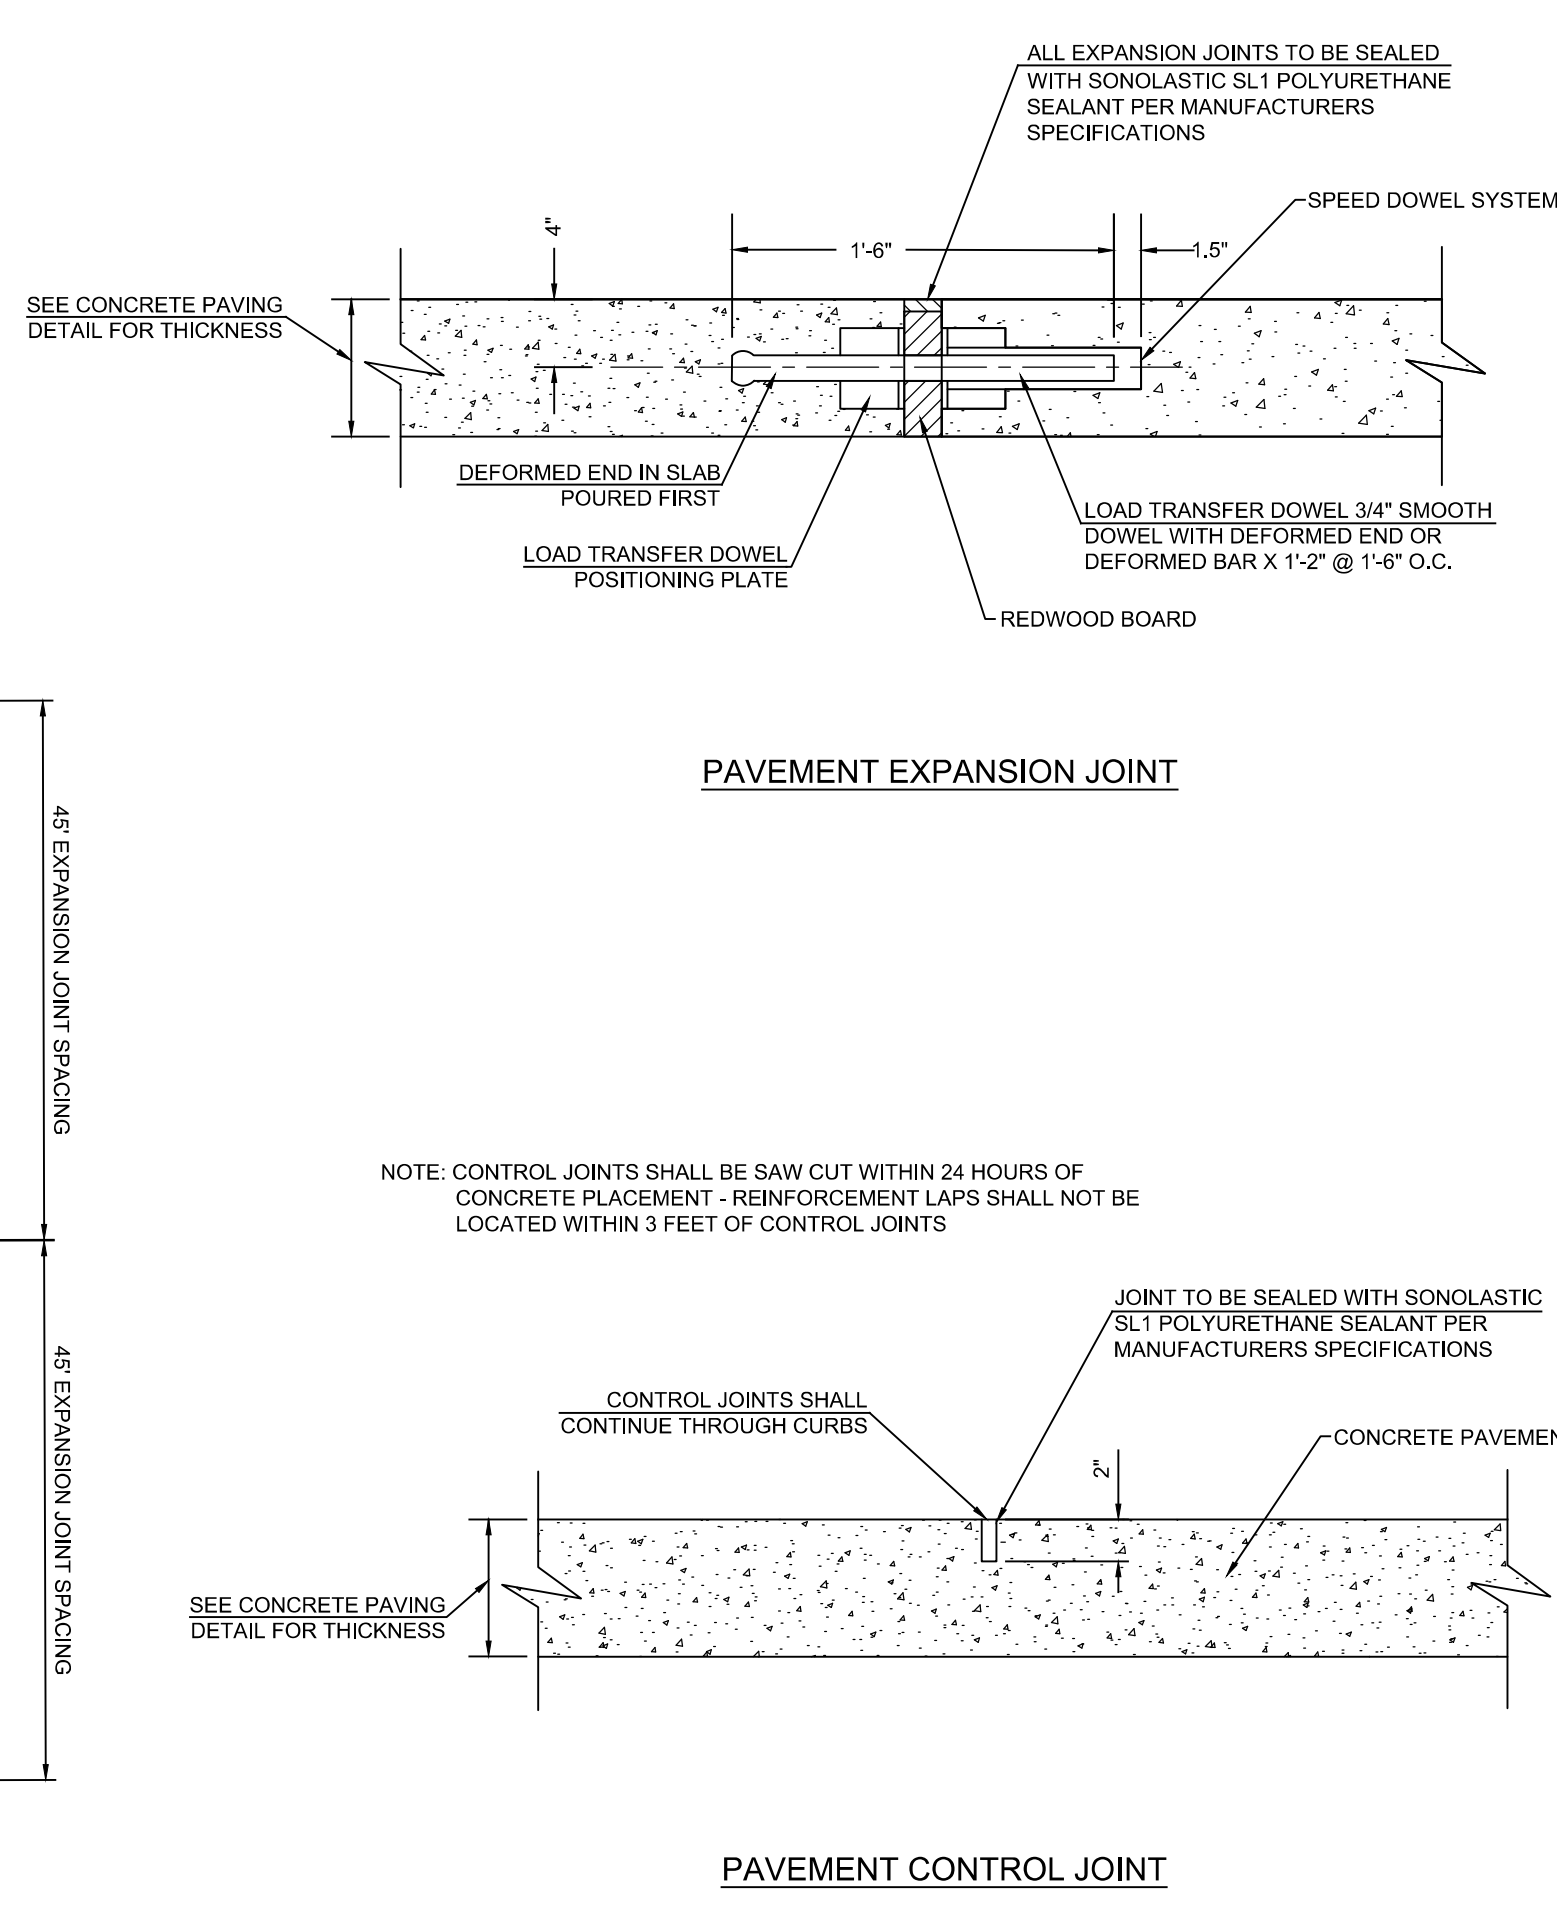 ALL EXPANSION JOINTS TO BE SEALED
WITH SONOLASTIC SL1 POLYURETHANE
SEALANT PER MANUFACTURERS
SPECIFICATIONS
SPEED DOWEL SYSTEM
4"
1'-6"
1.5"
SEE CONCRETE PAVING
DETAIL FOR THICKNESS
DEFORMED END IN SLAB
POURED FIRST
LOAD TRANSFER DOWEL
POSITIONING PLATE
LOAD TRANSFER DOWEL 3/4" SMOOTH
DOWEL WITH DEFORMED END OR
DEFORMED BAR X 1'-2" @ 1'-6" O.C.
REDWOOD BOARD
PAVEMENT EXPANSION JOINT
45' EXPANSION JOINT SPACING
NOTE: CONTROL JOINTS SHALL BE SAW CUT WITHIN 24 HOURS OF
CONCRETE PLACEMENT - REINFORCEMENT LAPS SHALL NOT BE
LOCATED WITHIN 3 FEET OF CONTROL JOINTS
45' EXPANSION JOINT SPACING
JOINT TO BE SEALED WITH SONOLASTIC
SL1 POLYURETHANE SEALANT PER
MANUFACTURERS SPECIFICATIONS
CONTROL JOINTS SHALL
CONTINUE THROUGH CURBS
CONCRETE PAVEMEN
2"
SEE CONCRETE PAVING
DETAIL FOR THICKNESS
PAVEMENT CONTROL JOINT